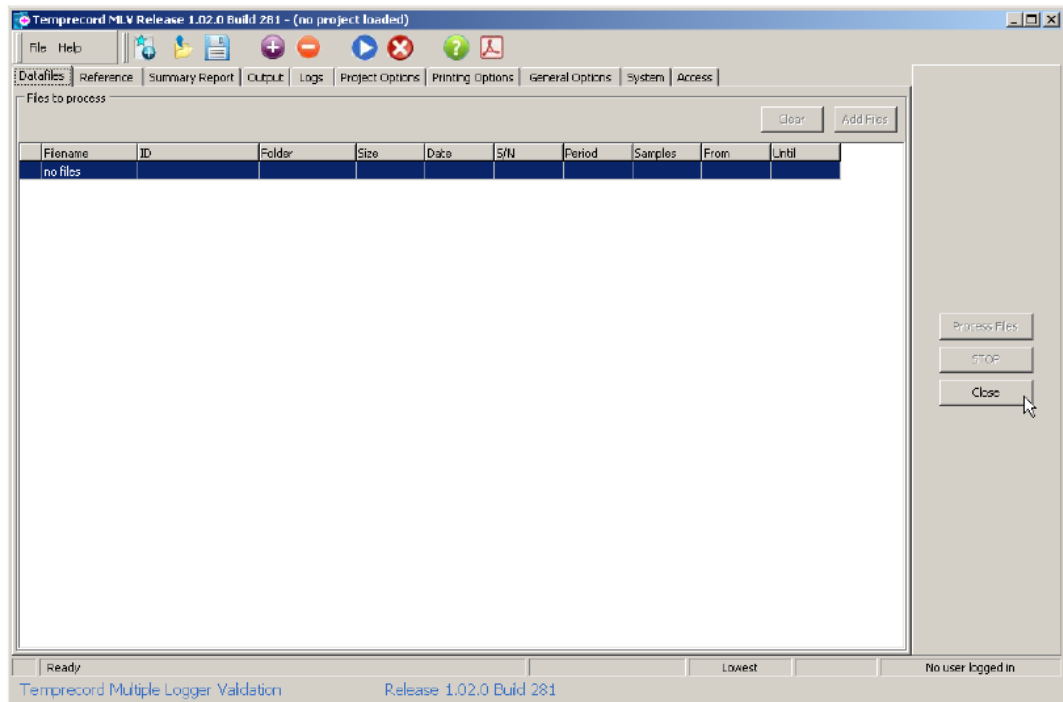 Temprecord MLV Release 1.02.0 Build 281 - (no project loaded)
File Help
Datafiles Reference Summary Report Output Logs Project Options Printing Options General Options System Access
Files to process
Clear Add Files
Filename ID Folder Size Date S/N Period Samples From Until
no files
Process Files
STOP
Close
Ready Lowest No user logged in
Temprecord Multiple Logger Validation Release 1.02.0 Build 281